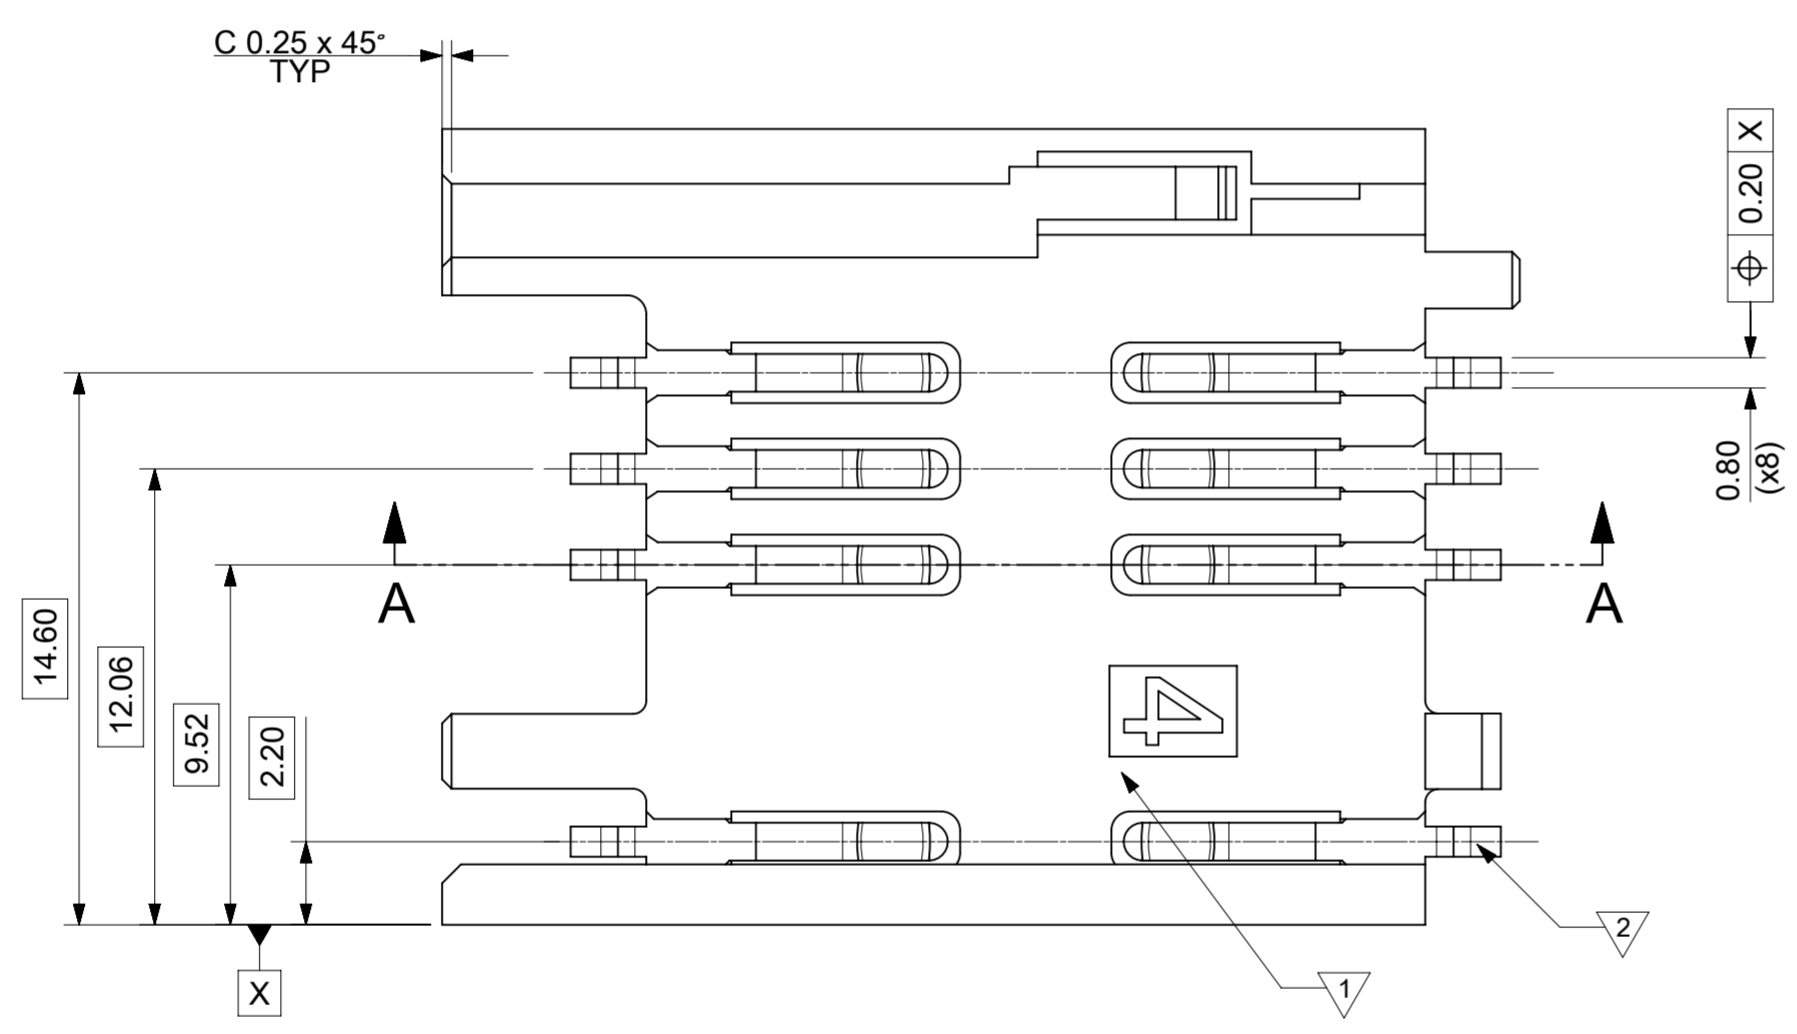 C 0.25 x 45°
TYP
⌖ 0.20 X
0.80
(x8)
A
A
14.60
12.06
9.52
2.20
4
X
1
2